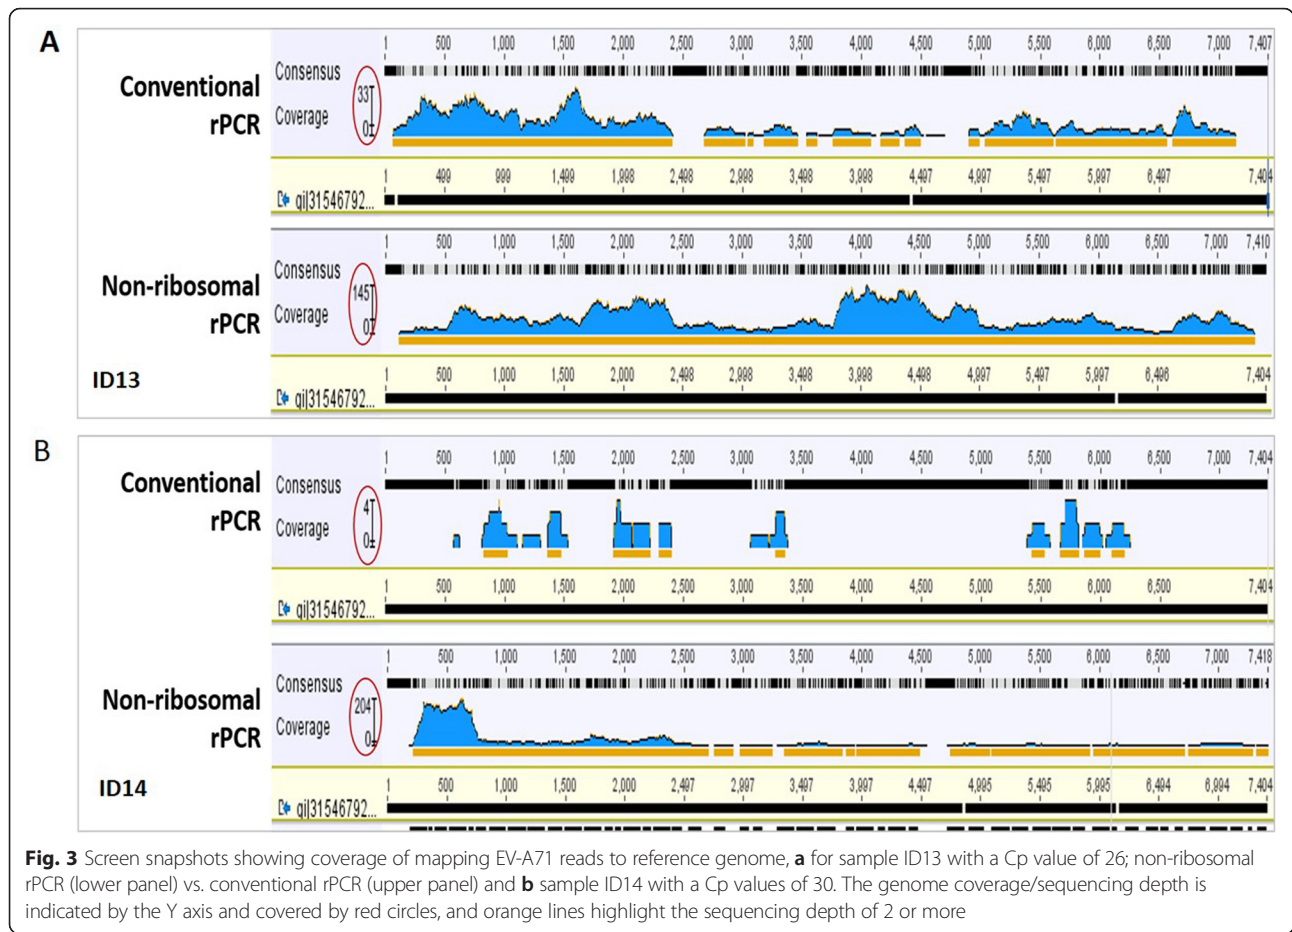 A
1 500 1,000 1,500 2,000 2,500 3,000 3,500 4,000 4,500 5,000 5,500 6,000 6,500 7,000 7,407
Consensus
Conventional
rPCR
33
Coverage
0
1 499 999 1,499 1,998 2,498 2,998 3,498 3,998 4,497 4,997 5,497 5,997 6,497 7,404
gi|31546792...
1 500 1,000 1,500 2,000 2,500 3,000 3,500 4,000 4,500 5,000 5,500 6,000 6,500 7,000 7,410
Consensus
Non-ribosomal
rPCR
145
Coverage
0
ID13
1 500 1,000 1,500 1,998 2,498 2,998 3,498 3,998 4,498 4,997 5,497 5,997 6,496 7,404
gi|31546792...
B
1 500 1,000 1,500 2,000 2,500 3,000 3,500 4,000 4,500 5,000 5,500 6,000 6,500 7,000 7,404
Conventional
rPCR
Consensus
4
Coverage
0
1 500 1,000 1,500 2,000 2,500 3,000 3,500 4,000 4,500 5,000 5,500 6,000 6,500 7,404
gi|31546792...
1 500 1,000 1,500 2,000 2,500 3,000 3,500 4,000 4,500 5,000 5,500 6,000 6,500 7,000 7,418
Consensus
Non-ribosomal
rPCR
204
Coverage
0
ID14
1 500 1,000 1,500 2,000 2,497 2,997 3,497 3,997 4,497 4,995 5,495 5,995 6,494 6,994 7,404
gi|31546792...
Fig. 3 Screen snapshots showing coverage of mapping EV-A71 reads to reference genome, a for sample ID13 with a Cp value of 26; non-ribosomal
rPCR (lower panel) vs. conventional rPCR (upper panel) and b sample ID14 with a Cp values of 30. The genome coverage/sequencing depth is
indicated by the Y axis and covered by red circles, and orange lines highlight the sequencing depth of 2 or more